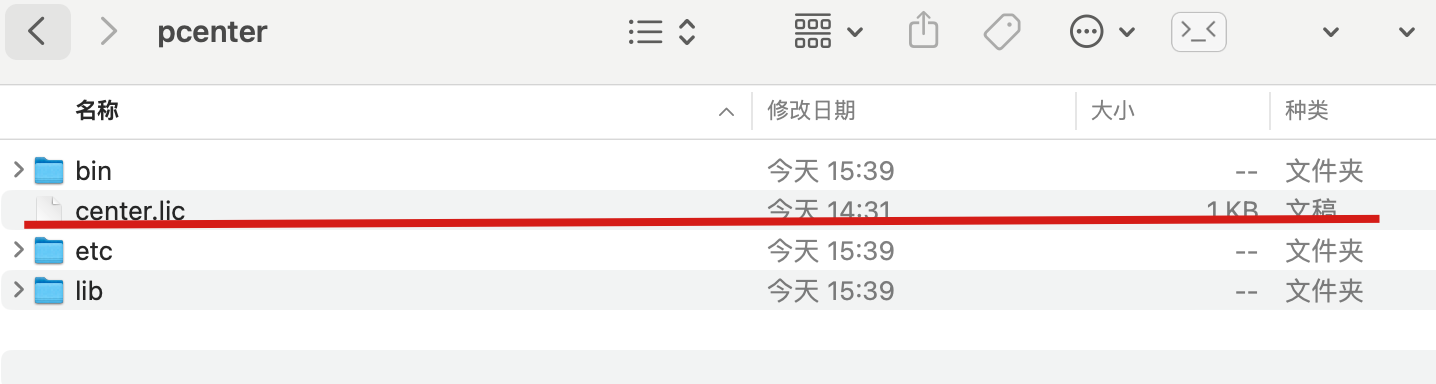 pcenter
名称 修改日期 大小 种类
bin 今天 15:39 -- 文件夹
center.lic 今天 14:31 1 KB 文稿
etc 今天 15:39 -- 文件夹
lib 今天 15:39 -- 文件夹